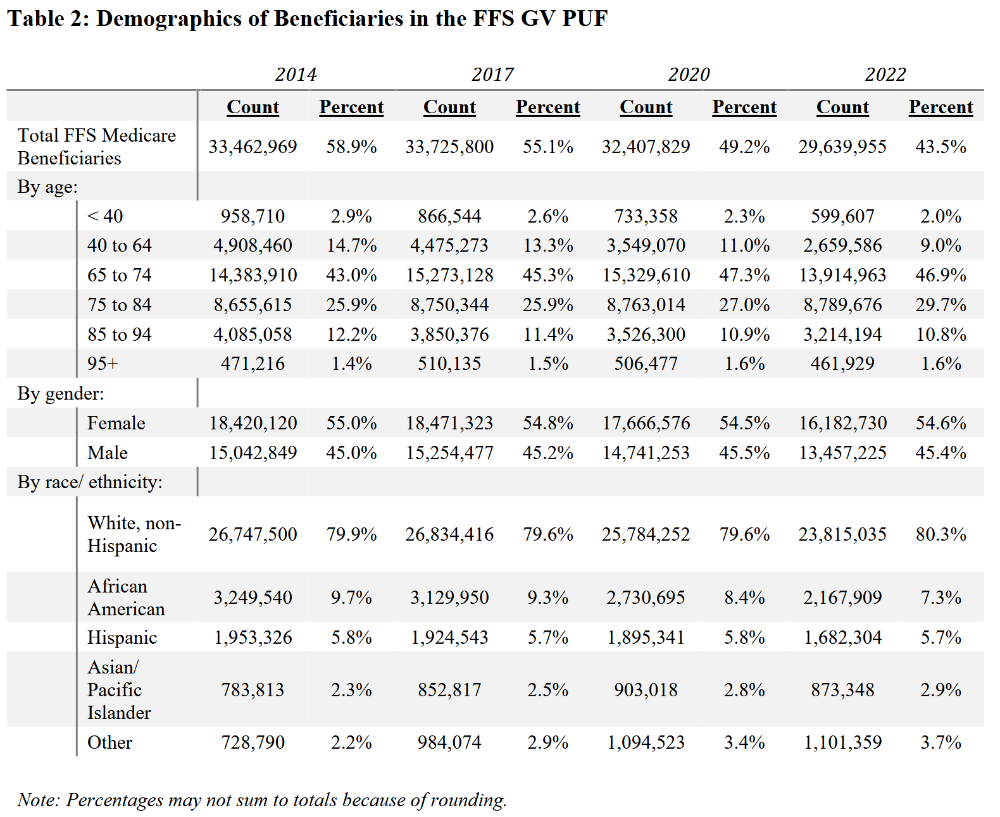 Table 2: Demographics of Beneficiaries in the FFS GV PUF
2014 2017 2020 2022
Count Percent Count Percent Count Percent Count Percent
Total FFS Medicare
Beneficiaries
33,462,969 58.9% 33,725,800 55.1% 32,407,829 49.2% 29,639,955 43.5%
By age:
< 40 958,710 2.9% 866,544 2.6% 733,358 2.3% 599,607 2.0%
40 to 64 4,908,460 14.7% 4,475,273 13.3% 3,549,070 11.0% 2,659,586 9.0%
65 to 74 14,383,910 43.0% 15,273,128 45.3% 15,329,610 47.3% 13,914,963 46.9%
75 to 84 8,655,615 25.9% 8,750,344 25.9% 8,763,014 27.0% 8,789,676 29.7%
85 to 94 4,085,058 12.2% 3,850,376 11.4% 3,526,300 10.9% 3,214,194 10.8%
95+ 471,216 1.4% 510,135 1.5% 506,477 1.6% 461,929 1.6%
By gender:
Female 18,420,120 55.0% 18,471,323 54.8% 17,666,576 54.5% 16,182,730 54.6%
Male 15,042,849 45.0% 15,254,477 45.2% 14,741,253 45.5% 13,457,225 45.4%
By race/ ethnicity:
White, non-
Hispanic
26,747,500 79.9% 26,834,416 79.6% 25,784,252 79.6% 23,815,035 80.3%
African
American
3,249,540 9.7% 3,129,950 9.3% 2,730,695 8.4% 2,167,909 7.3%
Hispanic 1,953,326 5.8% 1,924,543 5.7% 1,895,341 5.8% 1,682,304 5.7%
Asian/
Pacific
Islander
783,813 2.3% 852,817 2.5% 903,018 2.8% 873,348 2.9%
Other 728,790 2.2% 984,074 2.9% 1,094,523 3.4% 1,101,359 3.7%
Note: Percentages may not sum to totals because of rounding.